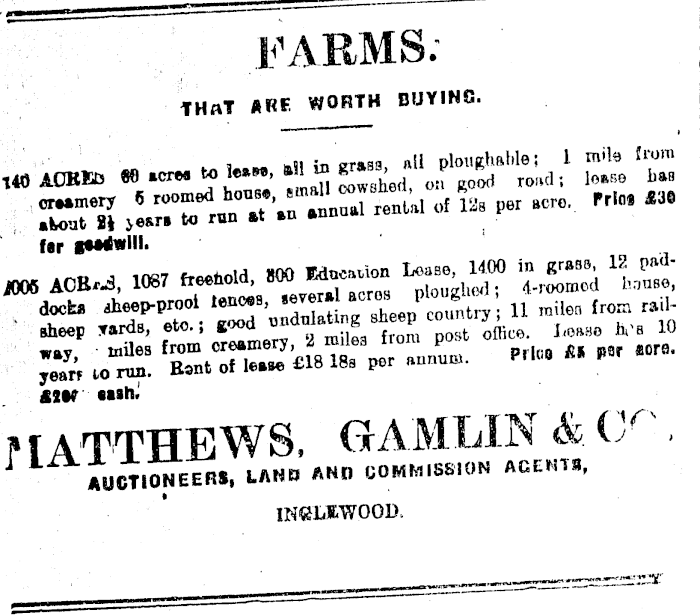 FARMS.
THAT ARE WORTH BUYING.
140 ACRES 60 acres to lease, all in grass, all ploughable; 1 mile from
creamery 5 roomed house, small cowshed, on good road; lease has
about 2½ years to run at an annual rental of 12s per acre. Price £30
for goodwill.
ACRES, 1087 freehold, 800 Education Lease, 1400 in grass, 12 pad-
docks sheep-proof fences, several acres ploughed; 4-roomed house,
sheep yards, etc.; good undulating sheep country; 11 miles from rail-
way, miles from creamery, 2 miles from post office. Lease has 10
years to run. Rent of lease £18 18s per annum. Price £5 per acre.
cash.
MATTHEWS, GAMLIN & CO.,
AUCTIONEERS, LAND AND COMMISSION AGENTS,
INGLEWOOD.